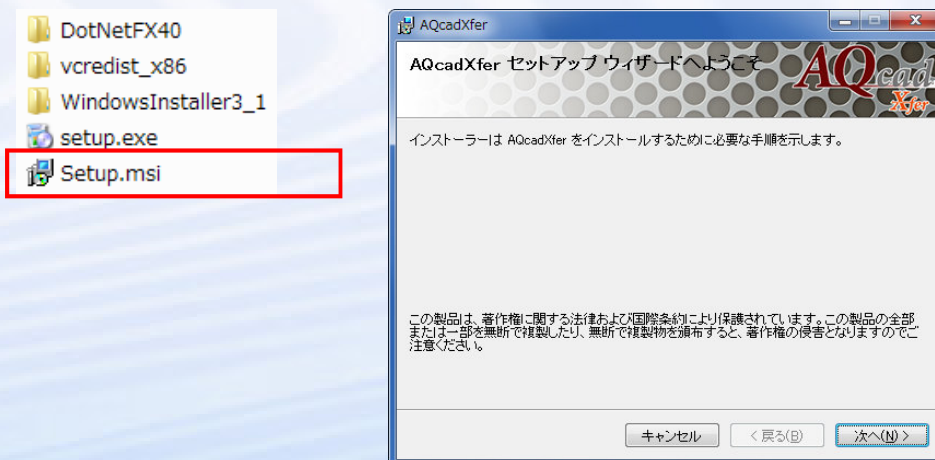 DotNetFX40
vcredist_x86
WindowsInstaller3_1
setup.exe
Setup.msi
AQcadXfer
AQcadXfer セットアップ ウィザードへようこそ
AQcad
Xfer
インストーラーは AQcadXfer をインストールするために必要な手順を示します。
この製品は、著作権に関する法律および国際条約により保護されています。この製品の全部
または一部を無断で複製したり、無断で複製物を頒布すると、著作権の侵害となりますのでご
注意ください。
キャンセル
< 戻る(B)
次へ(N) >